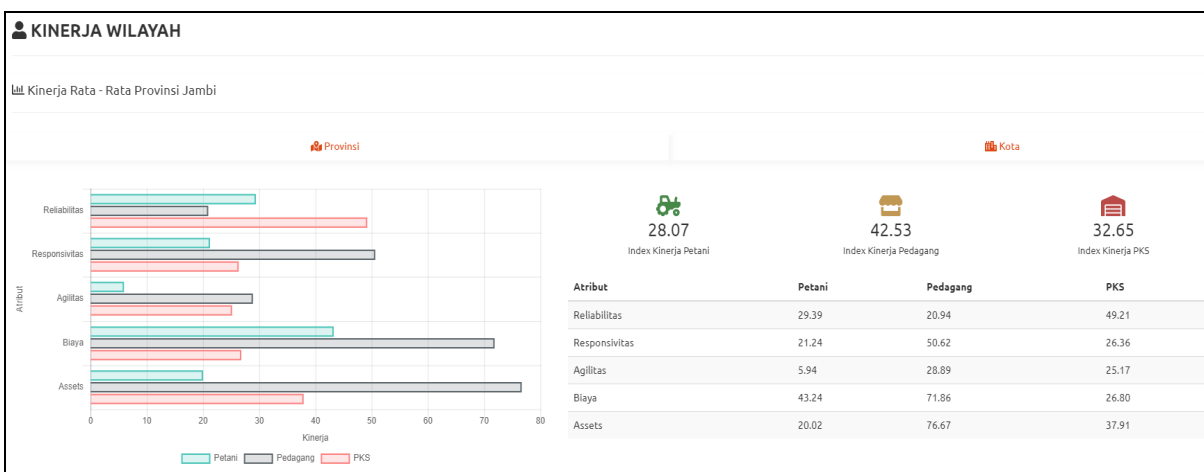 KINERJA WILAYAH
Kinerja Rata - Rata Provinsi Jambi
Provinsi
Kota
Atribut
Reliabilitas
Responsivitas
Agilitas
Biaya
Assets
0 10 20 30 40 50 60 70 80
Kinerja
Petani Pedagang PKS
28.07 42.53 32.65
Index Kinerja Petani Index Kinerja Pedagang Index Kinerja PKS
Atribut Petani Pedagang PKS
Reliabilitas 29.39 20.94 49.21
Responsivitas 21.24 50.62 26.36
Agilitas 5.94 28.89 25.17
Biaya 43.24 71.86 26.80
Assets 20.02 76.67 37.91